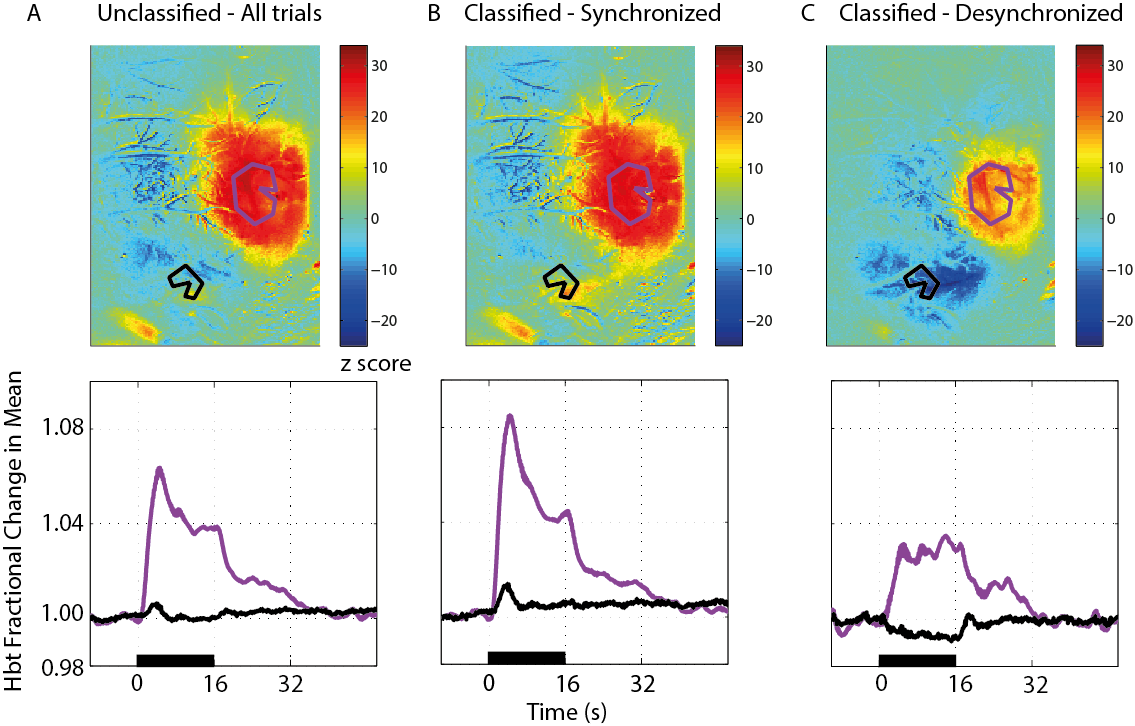 A Unclassified - All trials
B Classified - Synchronized
C Classified - Desynchronized
30
20
10
0
−10
−20
z score
30
20
10
0
−10
−20
30
20
10
0
−10
−20
Hbt Fractional Change in Mean
1.08
1.04
1.00
0.98
0 16 32
0 16 32
0 16 32
Time (s)